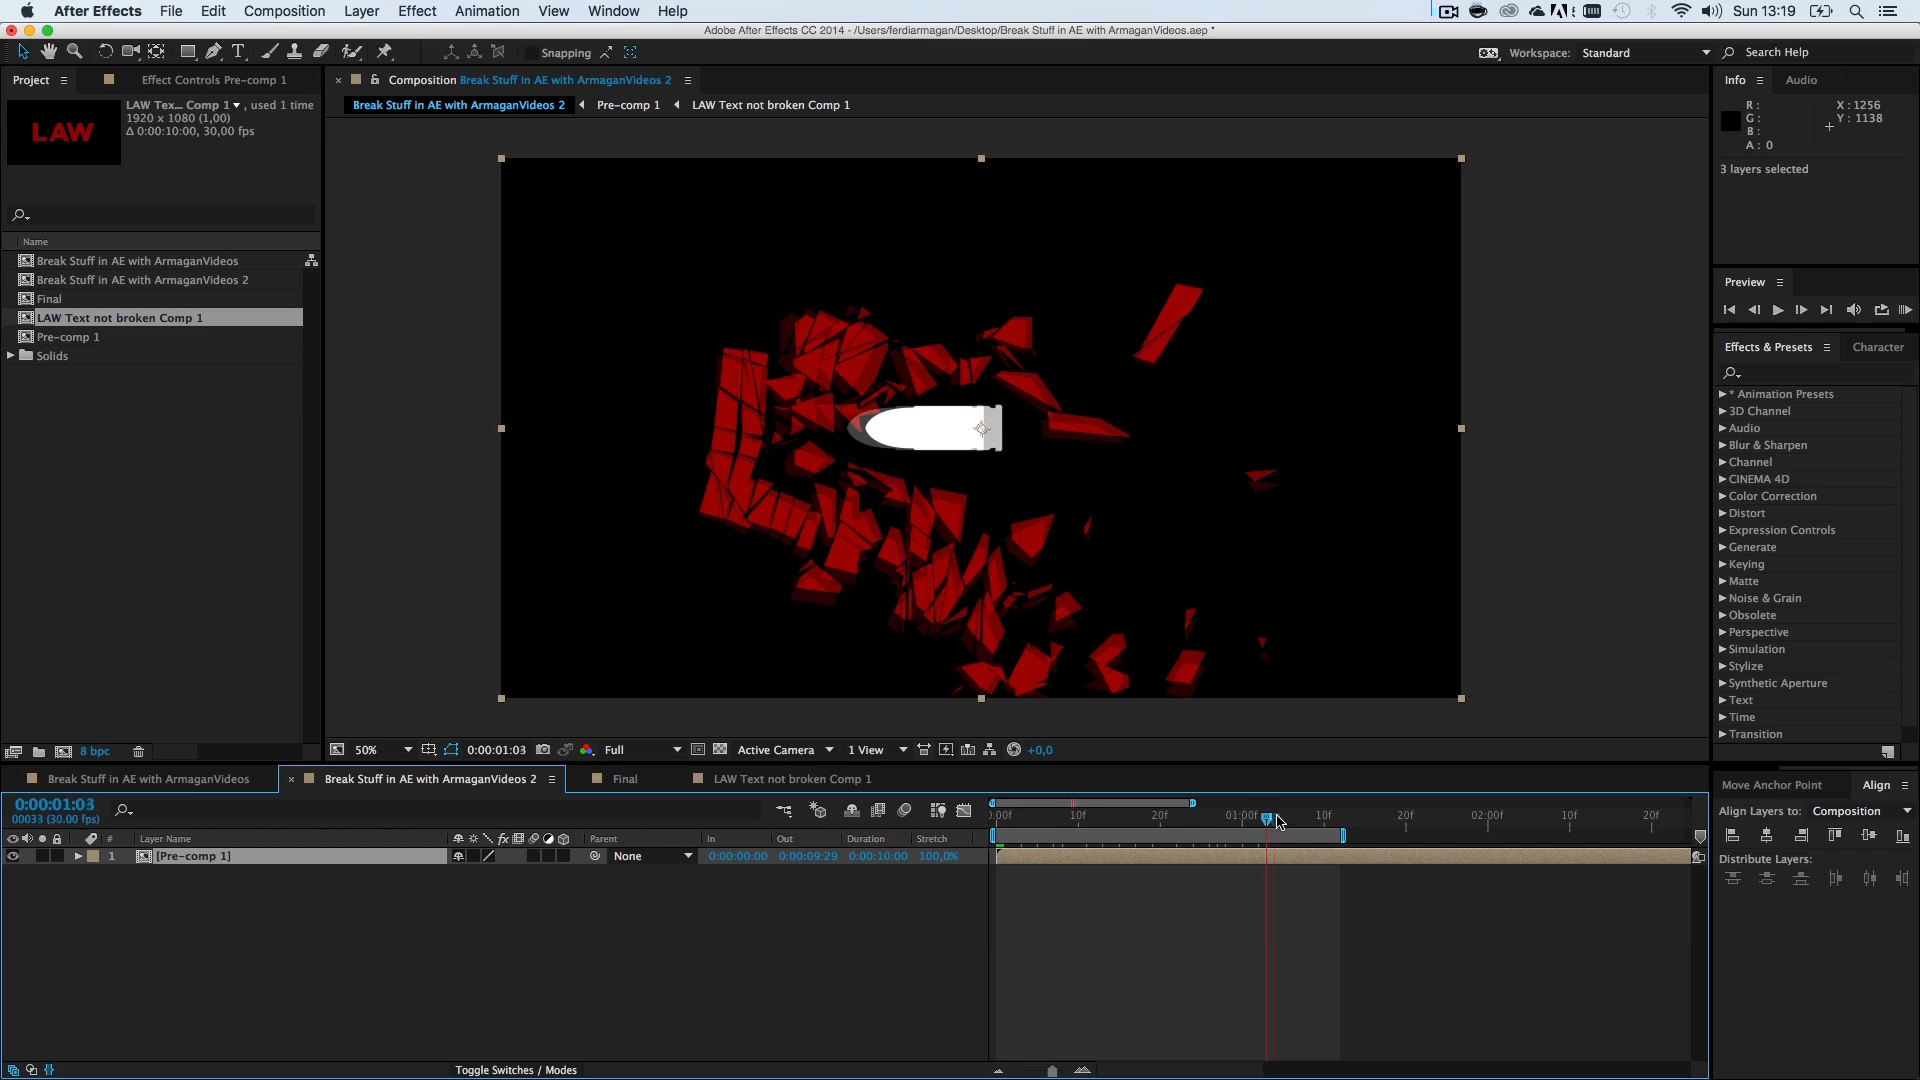 After Effects File Edit Composition Layer Effect Animation View Window Help Sun 13:19
Adobe After Effects CC 2014 - /Users/ferdiarmagan/Desktop/Break Stuff in AE with ArmaganVideos.aep *
Snapping Workspace: Standard Search Help
Project Effect Controls Pre-comp 1
Composition Break Stuff in AE with ArmaganVideos 2
Info Audio
LAW Tex... Comp 1 , used 1 time
1920 x 1080 (1,00)
Δ 0:00:10:00, 30,00 fps
LAW
Break Stuff in AE with ArmaganVideos 2 Pre-comp 1 LAW Text not broken Comp 1
R : X : 1256
G : Y : 1138
B :
A : 0
3 layers selected
Name
Break Stuff in AE with ArmaganVideos
Break Stuff in AE with ArmaganVideos 2
Final
LAW Text not broken Comp 1
Pre-comp 1
Solids
Preview
Effects & Presets Character
* Animation Presets
3D Channel
Audio
Blur & Sharpen
Channel
CINEMA 4D
Color Correction
Distort
Expression Controls
Generate
Keying
Matte
Noise & Grain
Obsolete
Perspective
Simulation
Stylize
Synthetic Aperture
Text
Time
Transition
8 bpc
50% 0:00:01:03 Full Active Camera 1 View +0,0
Break Stuff in AE with ArmaganVideos Break Stuff in AE with ArmaganVideos 2 Final LAW Text not broken Comp 1
Move Anchor Point Align
0:00:01:03
00033 (30.00 fps)
10f 20f 01:00f 10f 20f 02:00f 10f 20f
Align Layers to: Composition
# Layer Name fx Parent In Out Duration Stretch
1 [Pre-comp 1] None 0:00:00:00 0:00:09:29 0:00:10:00 100,0%
Distribute Layers:
Toggle Switches / Modes